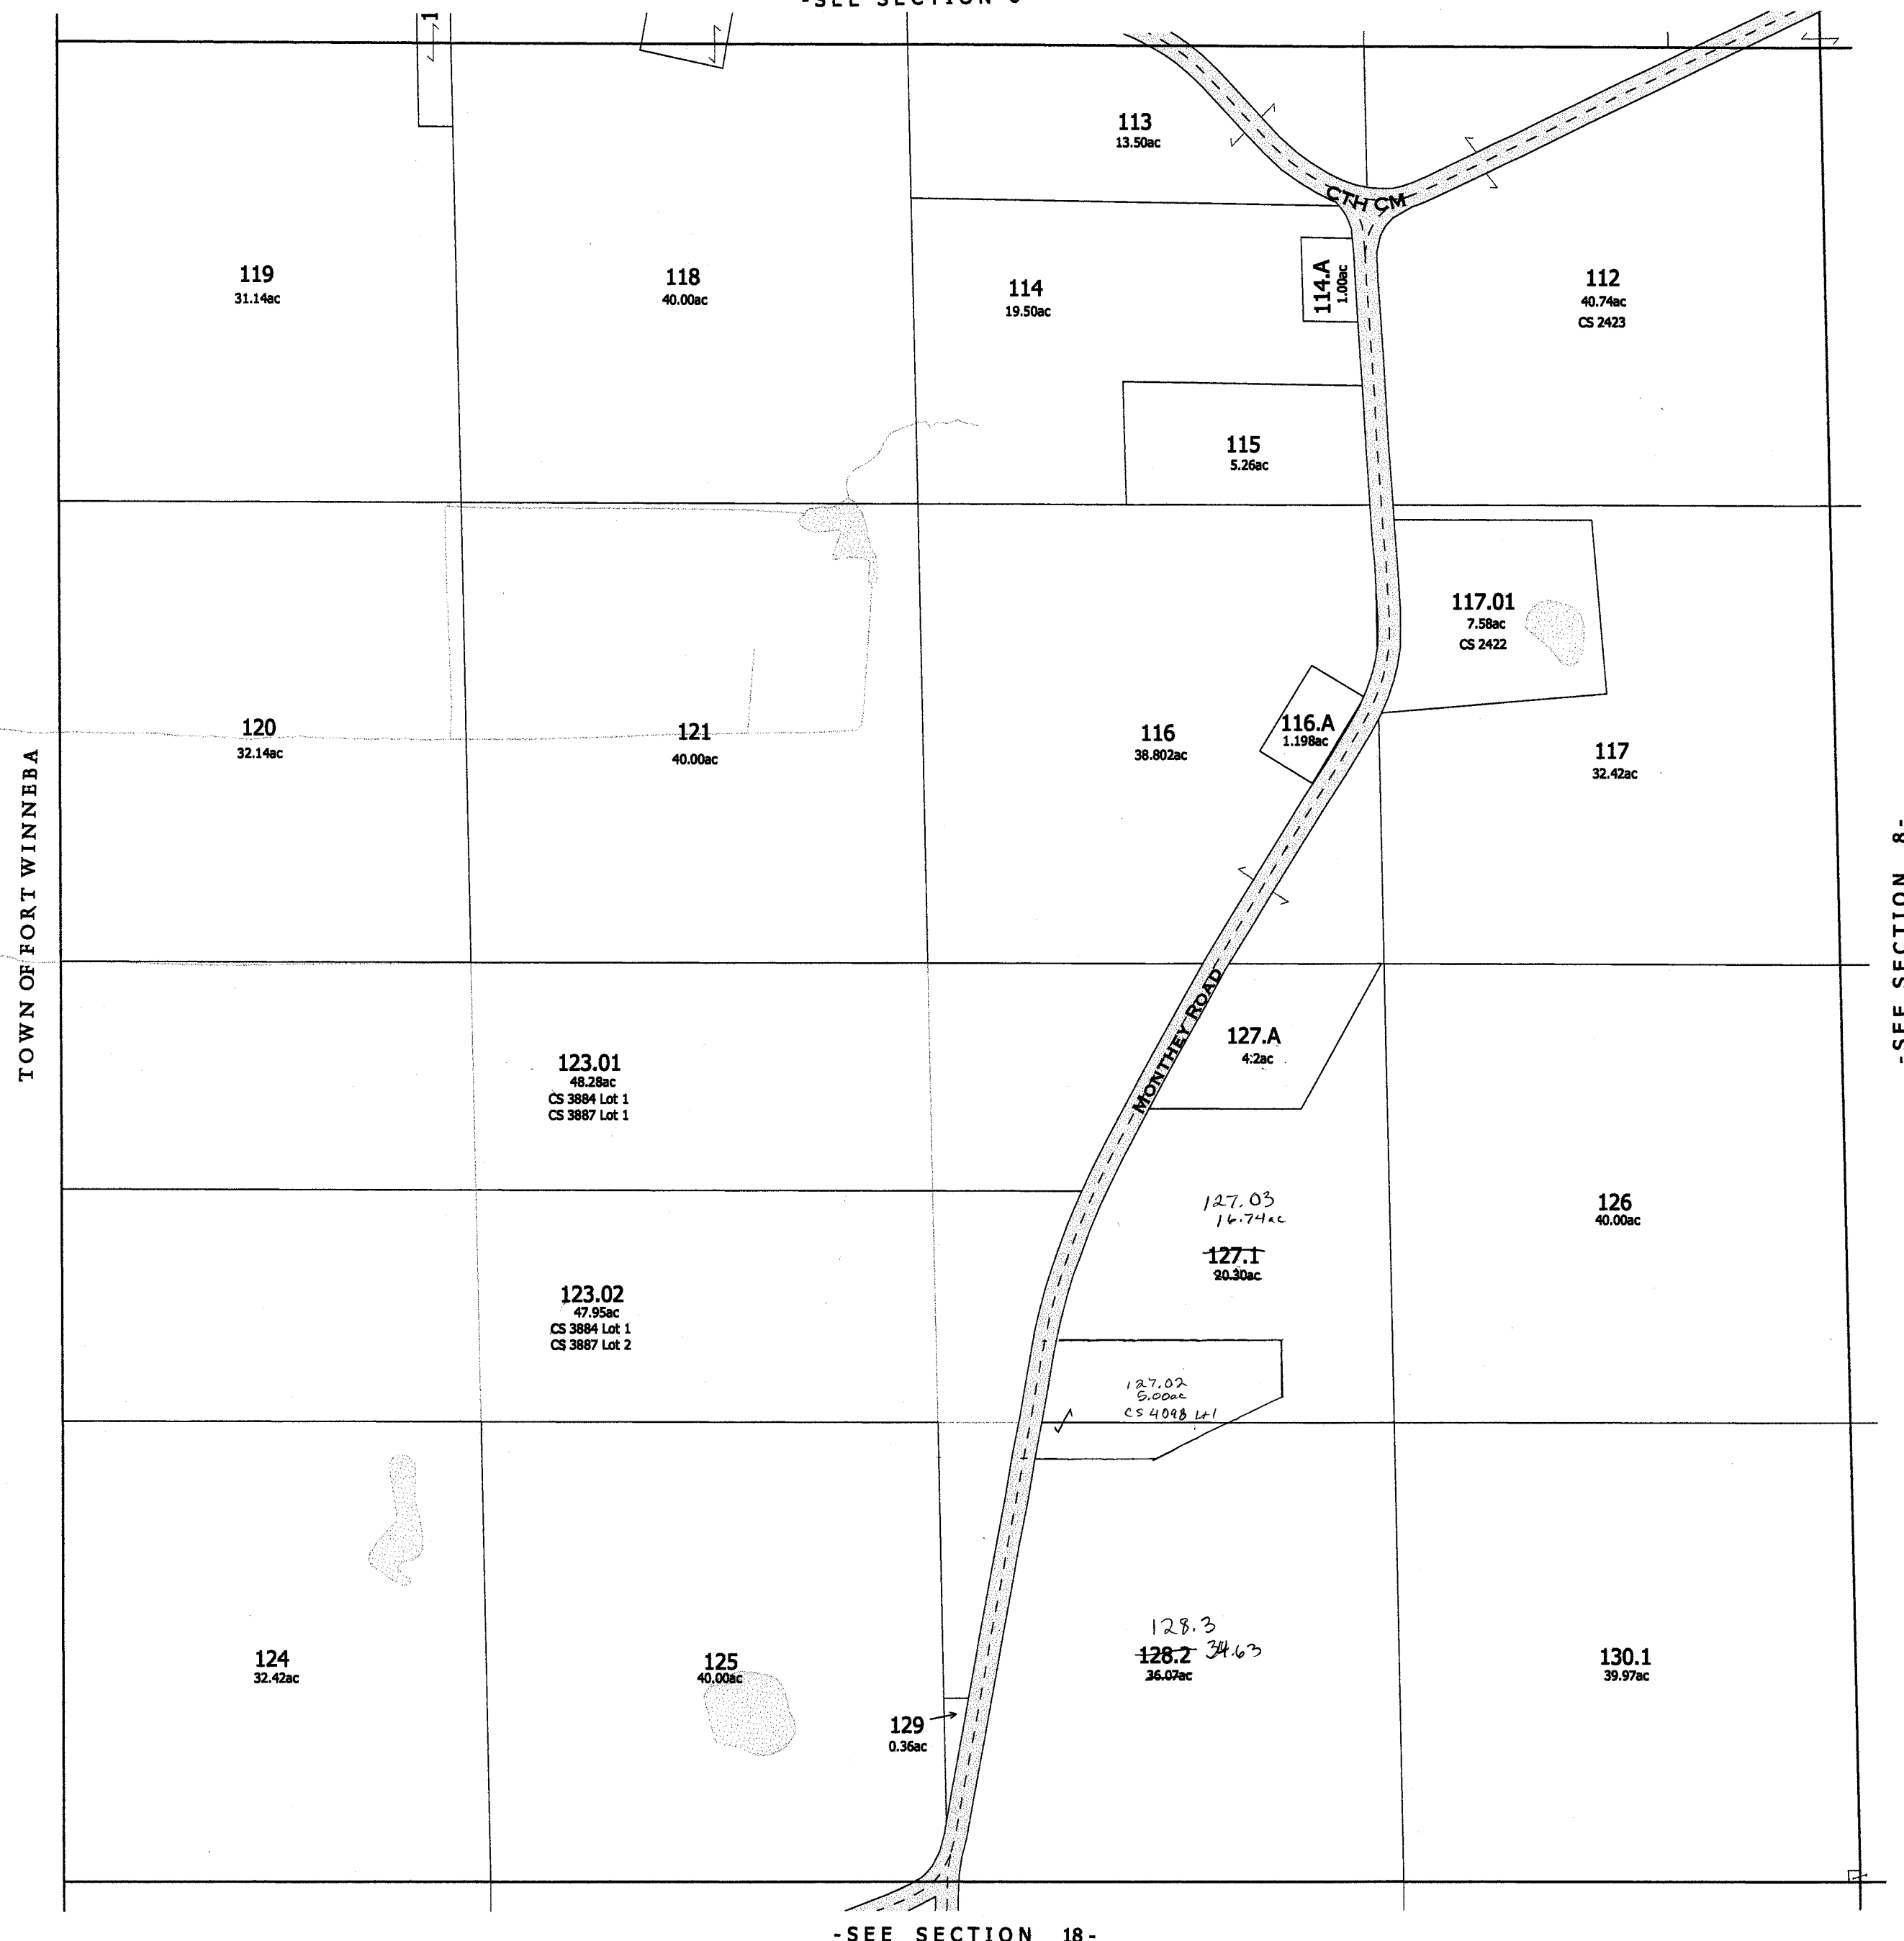 -SEE SECTION
1
113
13.50ac
CTH CM
119
31.14ac
118
40.00ac
114
19.50ac
114.A
1.00ac
112
40.74ac
CS 2423
115
5.26ac
117.01
7.58ac
CS 2422
120
32.14ac
121
40.00ac
116
38.802ac
116.A
1.198ac
117
32.42ac
TOWN OF FORT WINNEBA
-SEE SECTION 8-
MONTHEY ROAD
127.A
4.2ac
123.01
48.28ac
CS 3884 Lot 1
CS 3887 Lot 1
127.03
16.74ac
127.1
20.30ac
126
40.00ac
123.02
47.95ac
CS 3884 Lot 1
CS 3887 Lot 2
127.02
5.00ac
CS 4098 Lt 1
124
32.42ac
125
40.00ac
128.3
128.2 34.63
36.07ac
130.1
39.97ac
129
0.36ac
-SEE SECTION 18-